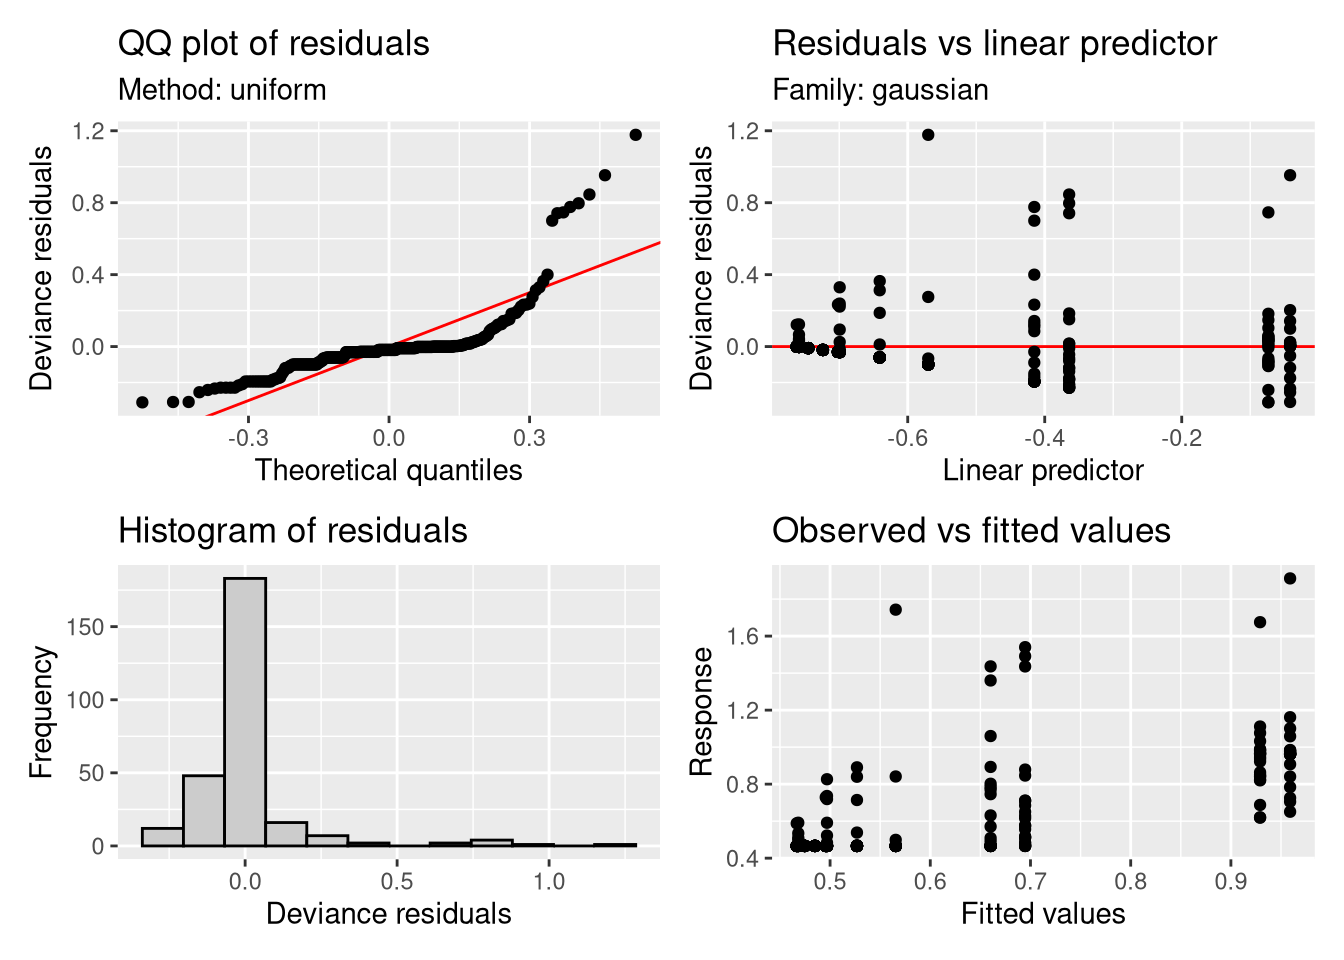 QQ plot of residuals
Method: uniform
Deviance residuals
1.2
0.8
0.4
0.0
-0.3 0.0 0.3
Theoretical quantiles
Residuals vs linear predictor
Family: gaussian
Deviance residuals
1.2
0.8
0.4
0.0
-0.6 -0.4 -0.2
Linear predictor
Histogram of residuals
Frequency
150
100
50
0
0.0 0.5 1.0
Deviance residuals
Observed vs fitted values
Response
1.6
1.2
0.8
0.4
0.5 0.6 0.7 0.8 0.9
Fitted values